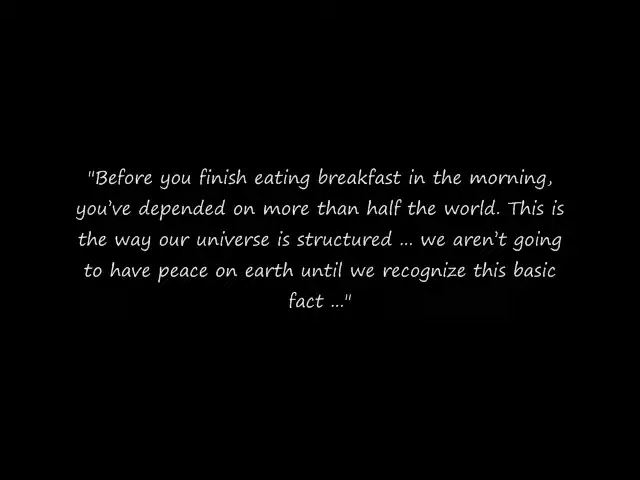 "Before you finish eating breakfast in the morning,
you’ve depended on more than half the world. This is
the way our universe is structured ... we aren’t going
to have peace on earth until we recognize this basic
fact ..."